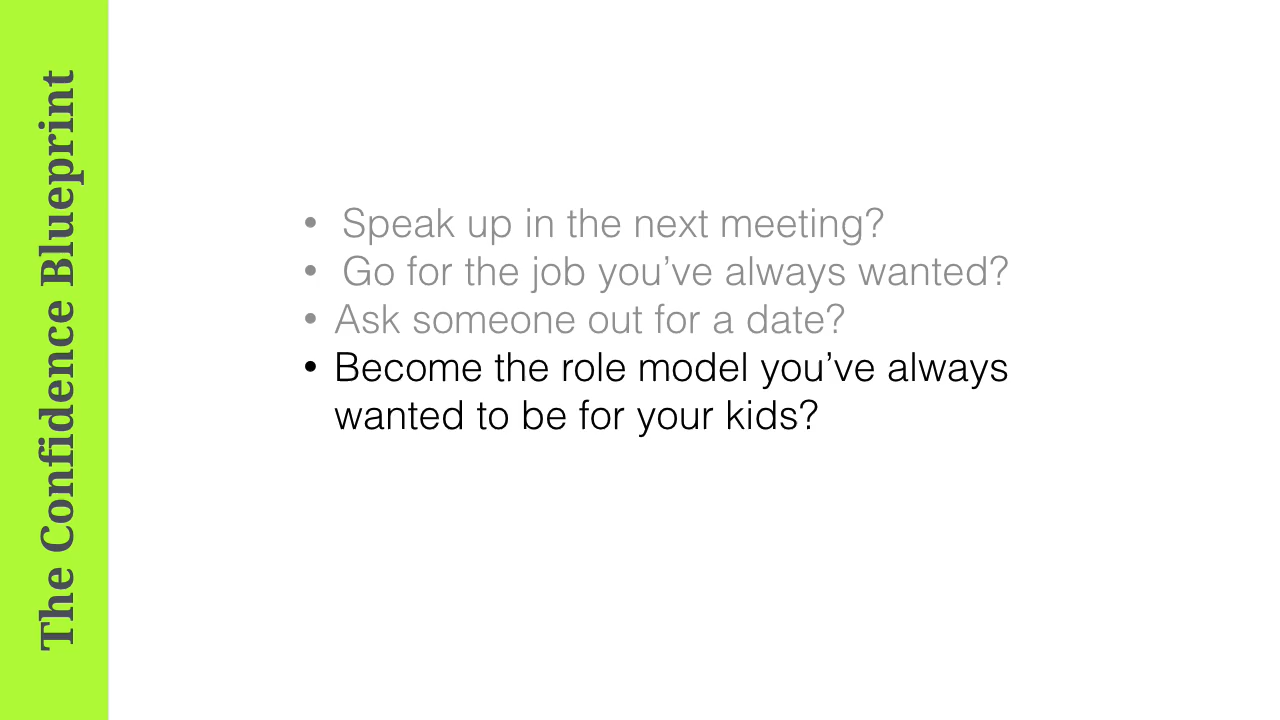 The Confidence Blueprint
• Speak up in the next meeting?
• Go for the job you’ve always wanted?
• Ask someone out for a date?
• Become the role model you’ve always
wanted to be for your kids?